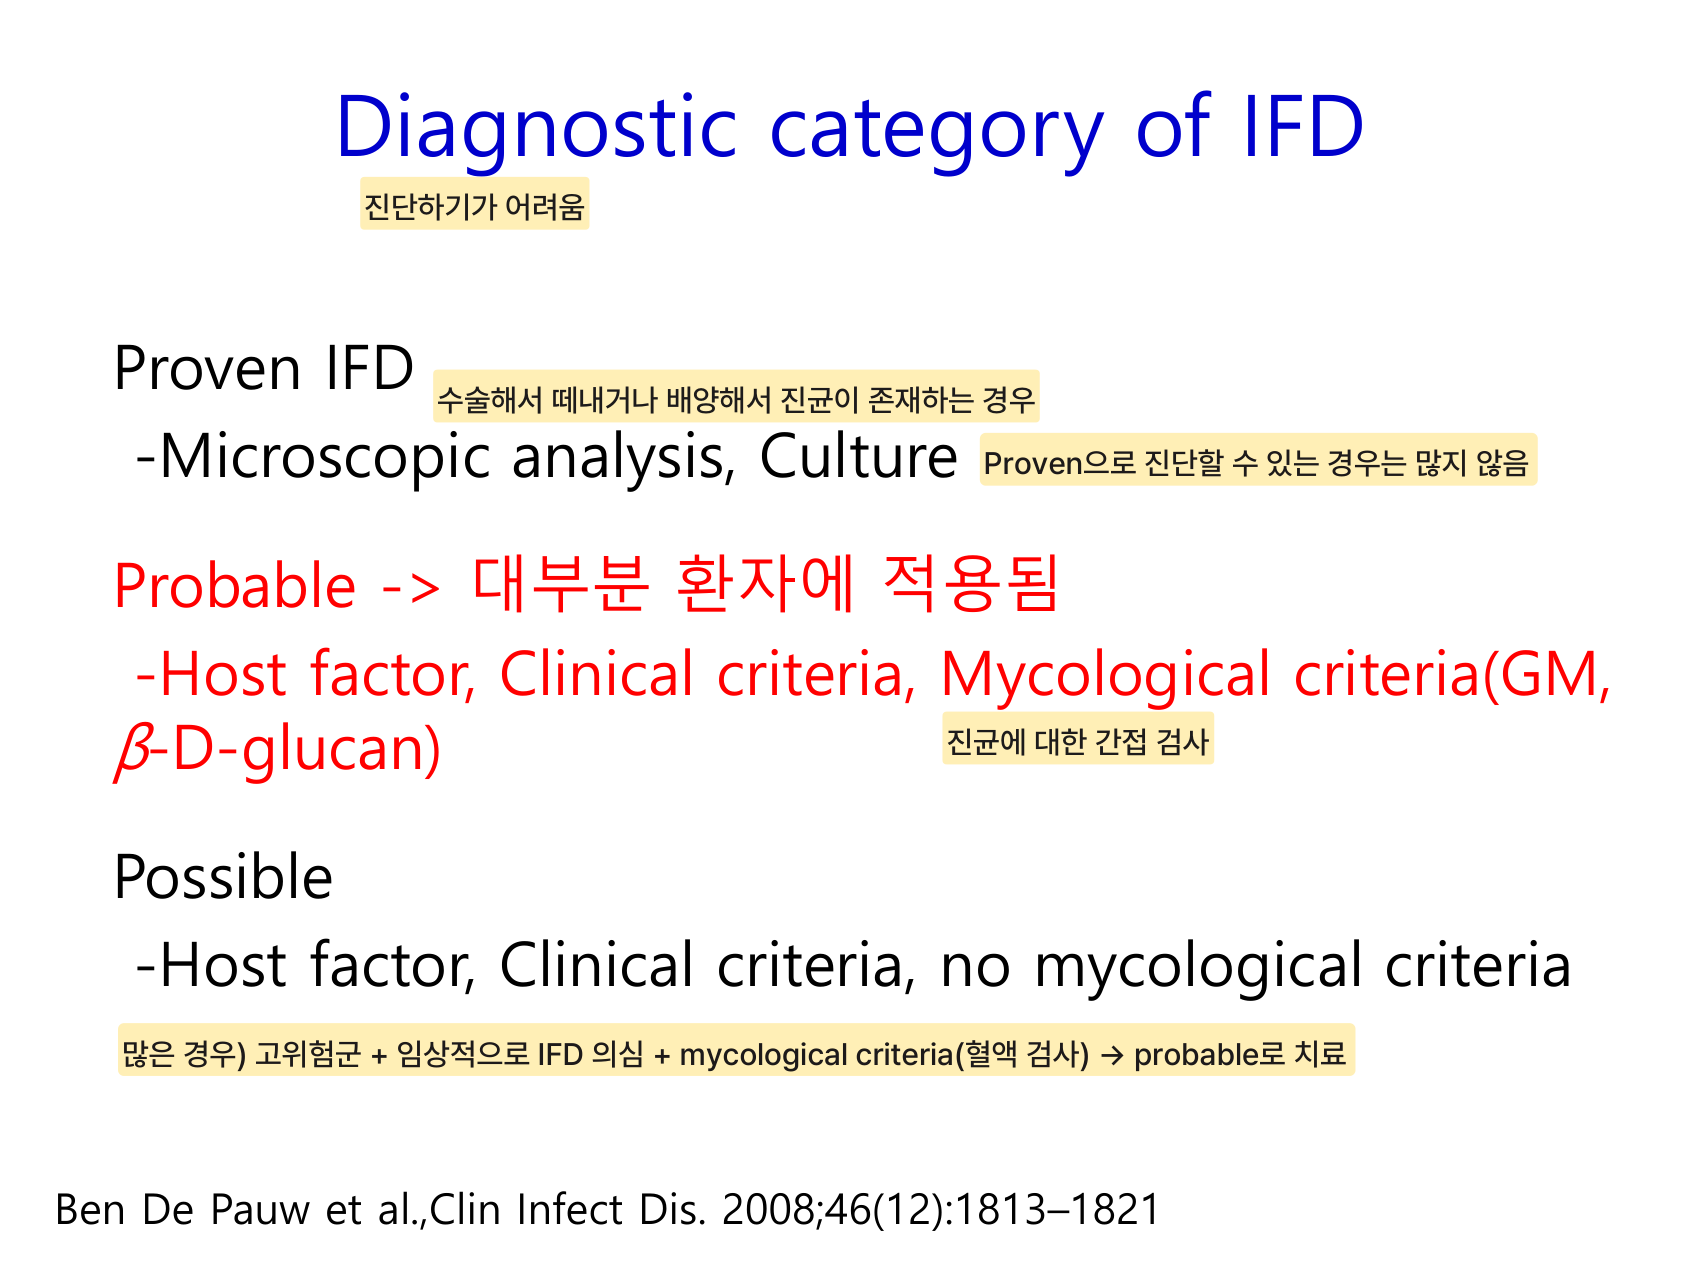 Diagnostic category of IFD
진단하기가 어려움
Proven IFD
수술해서 떼내거나 배양해서 진균이 존재하는 경우
-Microscopic analysis, Culture
Proven으로 진단할 수 있는 경우는 많지 않음
Probable -> 대부분 환자에 적용됨
-Host factor, Clinical criteria, Mycological criteria(GM,
β-D-glucan)
진균에 대한 간접 검사
Possible
-Host factor, Clinical criteria, no mycological criteria
많은 경우) 고위험군 + 임상적으로 IFD 의심 + mycological criteria(혈액 검사) → probable로 치료
Ben De Pauw et al.,Clin Infect Dis. 2008;46(12):1813–1821